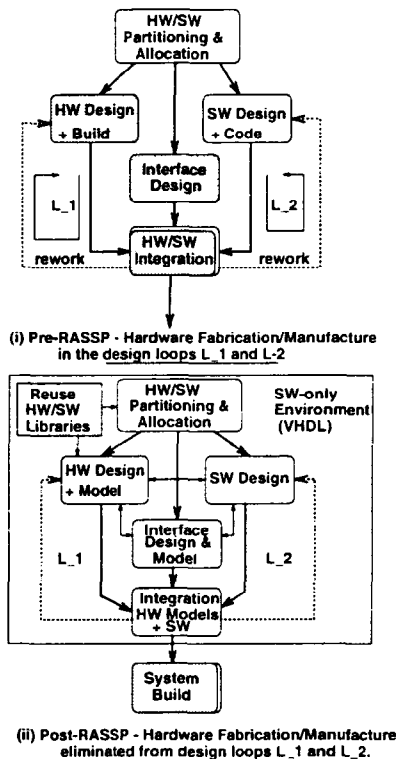 HW/SW
Partitioning &
Allocation
HW Design
+ Build
SW Design
+ Code
Interface
Design
L_1
L_2
HW/SW
Integration
rework
rework
(i) Pre-RASSP - Hardware Fabrication/Manufacture
in the design loops L_1 and L-2
Reuse
HW/SW
Libraries
HW/SW
Partitioning &
Allocation
SW-only
Environment
(VHDL)
HW Design
+ Model
SW Design
Interface
Design &
Model
L_1
L_2
Integration
HW Models
+ SW
System
Build
(ii) Post-RASSP - Hardware Fabrication/Manufacture
eliminated from design loops L_1 and L_2.